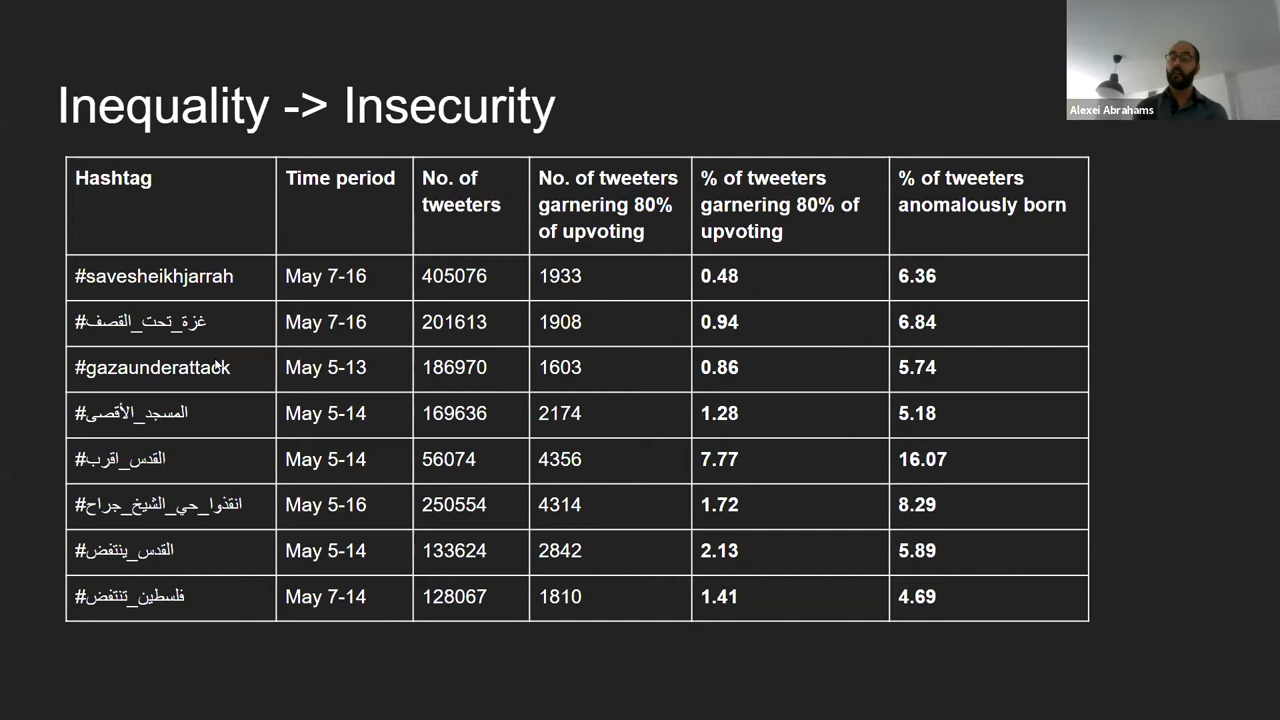 Alexei Abrahams
Inequality -> Insecurity
Hashtag
Time period
No. of
tweeters
No. of tweeters
garnering 80%
of upvoting
% of tweeters
garnering 80% of
upvoting
% of tweeters
anomalously born
#savesheikhjarrah
May 7-16
405076
1933
0.48
6.36
#غزة_تحت_القصف
May 7-16
201613
1908
0.94
6.84
#gazaunderattack
May 5-13
186970
1603
0.86
5.74
#المسجد_الأقصى
May 5-14
169636
2174
1.28
5.18
#القدس_اقرب
May 5-14
56074
4356
7.77
16.07
#انقذوا_حي_الشيخ_جراح
May 5-16
250554
4314
1.72
8.29
#القدس_ينتفض
May 5-14
133624
2842
2.13
5.89
#فلسطين_تنتفض
May 7-14
128067
1810
1.41
4.69